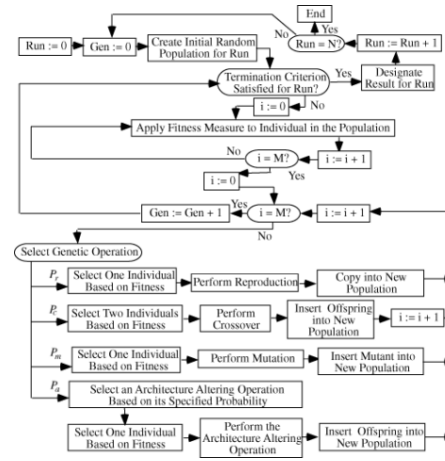 End
No
Yes
Run := 0
Gen := 0
Create Initial Random
Population for Run
Run = N?
Run := Run + 1
Termination Criterion
Satisfied for Run?
Yes
Designate
Result for Run
No
i := 0
Apply Fitness Measure to Individual in the Population
No
i = M?
i := i + 1
Yes
i := 0
Gen := Gen + 1
Yes
i = M?
i := i + 1
No
Select Genetic Operation
Pr
Select One Individual
Based on Fitness
Perform Reproduction
Copy into New
Population
Pc
Select Two Individuals
Based on Fitness
Perform
Crossover
Insert Offspring
into New
Population
i := i + 1
Pm
Select One Individual
Based on Fitness
Perform Mutation
Insert Mutant into
New Population
Pa
Select an Architecture Altering Operation
Based on its Specified Probability
Select One Individual
Based on Fitness
Perform the
Architecture Altering
Operation
Insert Offspring into
New Population